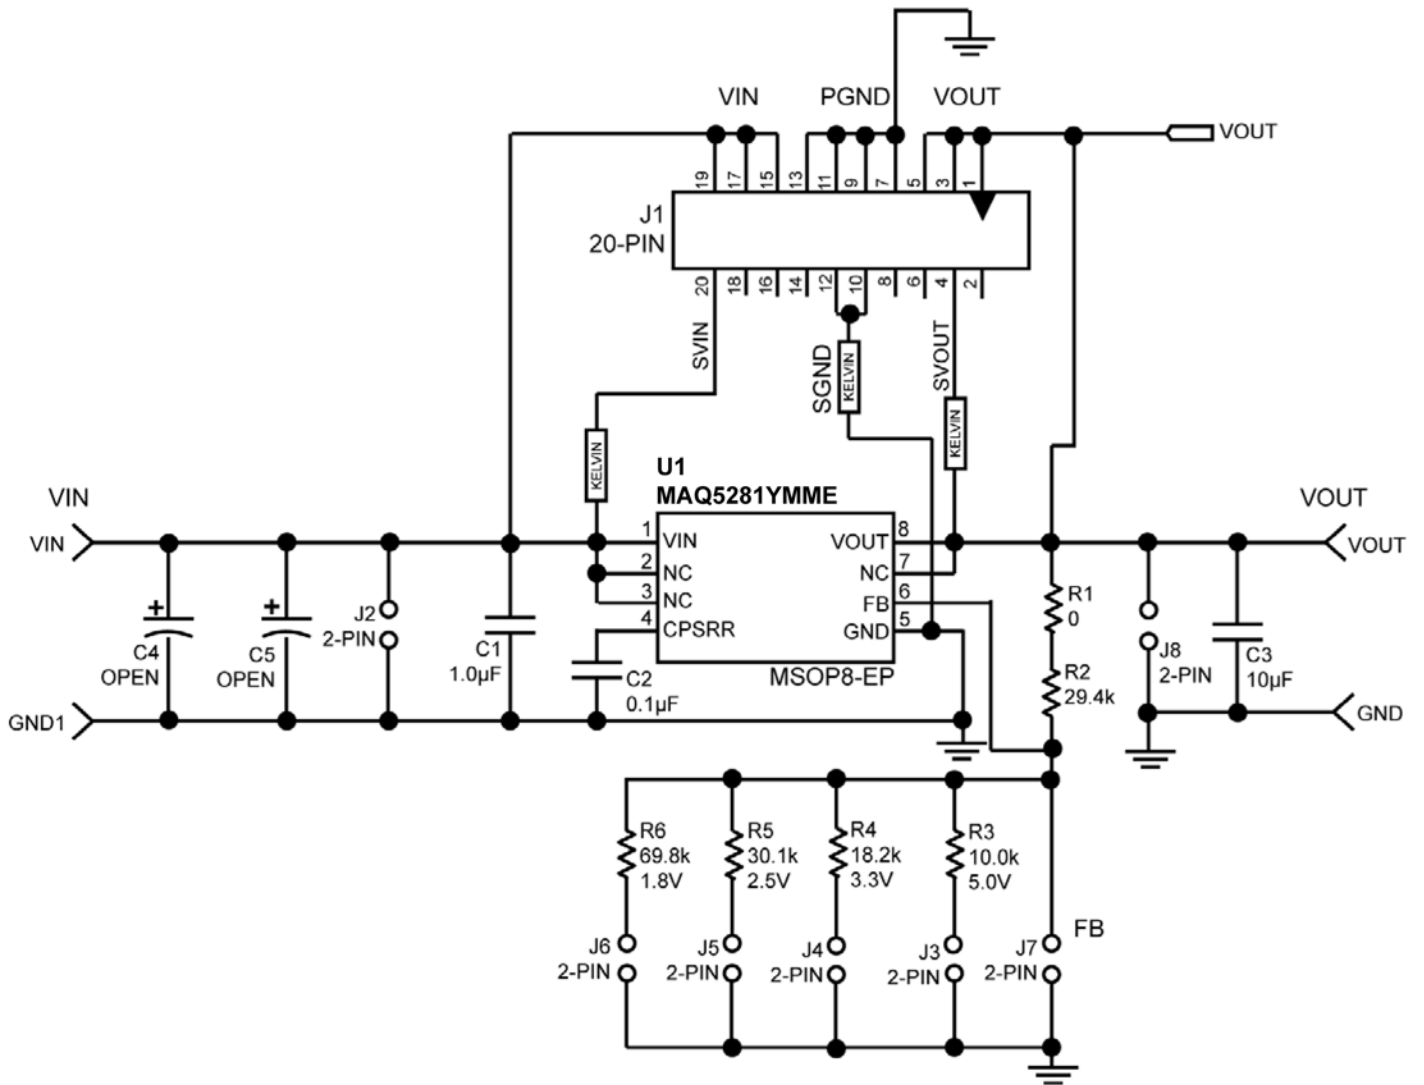 VIN
PGND
VOUT
VOUT
19
17
15
13
11
9
7
5
3
1
J1
20-PIN
20
18
16
14
12
10
8
6
4
2
SVIN
SGND
KELVIN
SVOUT
KELVIN
KELVIN
U1
MAQ5281YMME
VIN
VOUT
VIN
1 VIN
VOUT 8
VOUT
2 NC
NC 7
3 NC
FB 6
4 CPSRR
GND 5
MSOP8-EP
C4
OPEN
C5
OPEN
J2
2-PIN
C1
1.0µF
C2
0.1µF
R1
0
R2
29.4k
J8
2-PIN
C3
10µF
GND1
GND
R6
69.8k
1.8V
R5
30.1k
2.5V
R4
18.2k
3.3V
R3
10.0k
5.0V
FB
J6
2-PIN
J5
2-PIN
J4
2-PIN
J3
2-PIN
J7
2-PIN